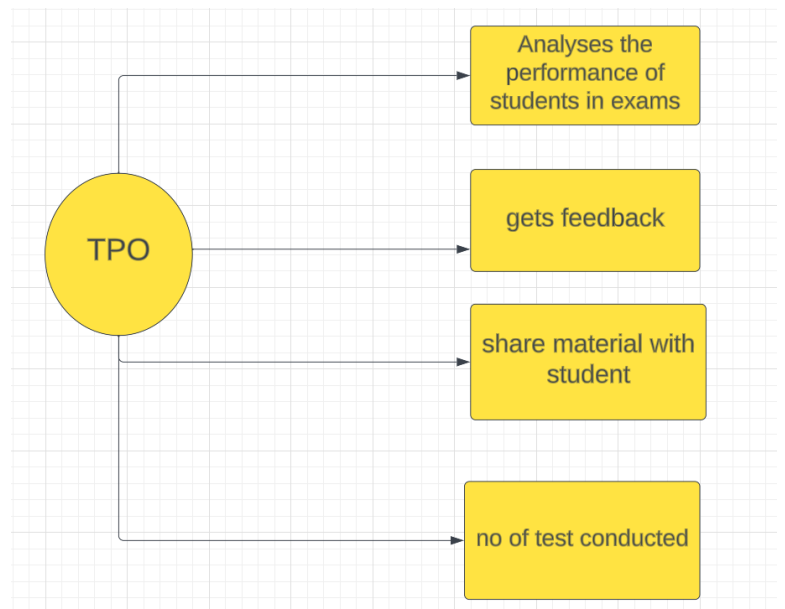 Analyses the
performance of
students in exams
TPO
gets feedback
share material with
student
no of test conducted